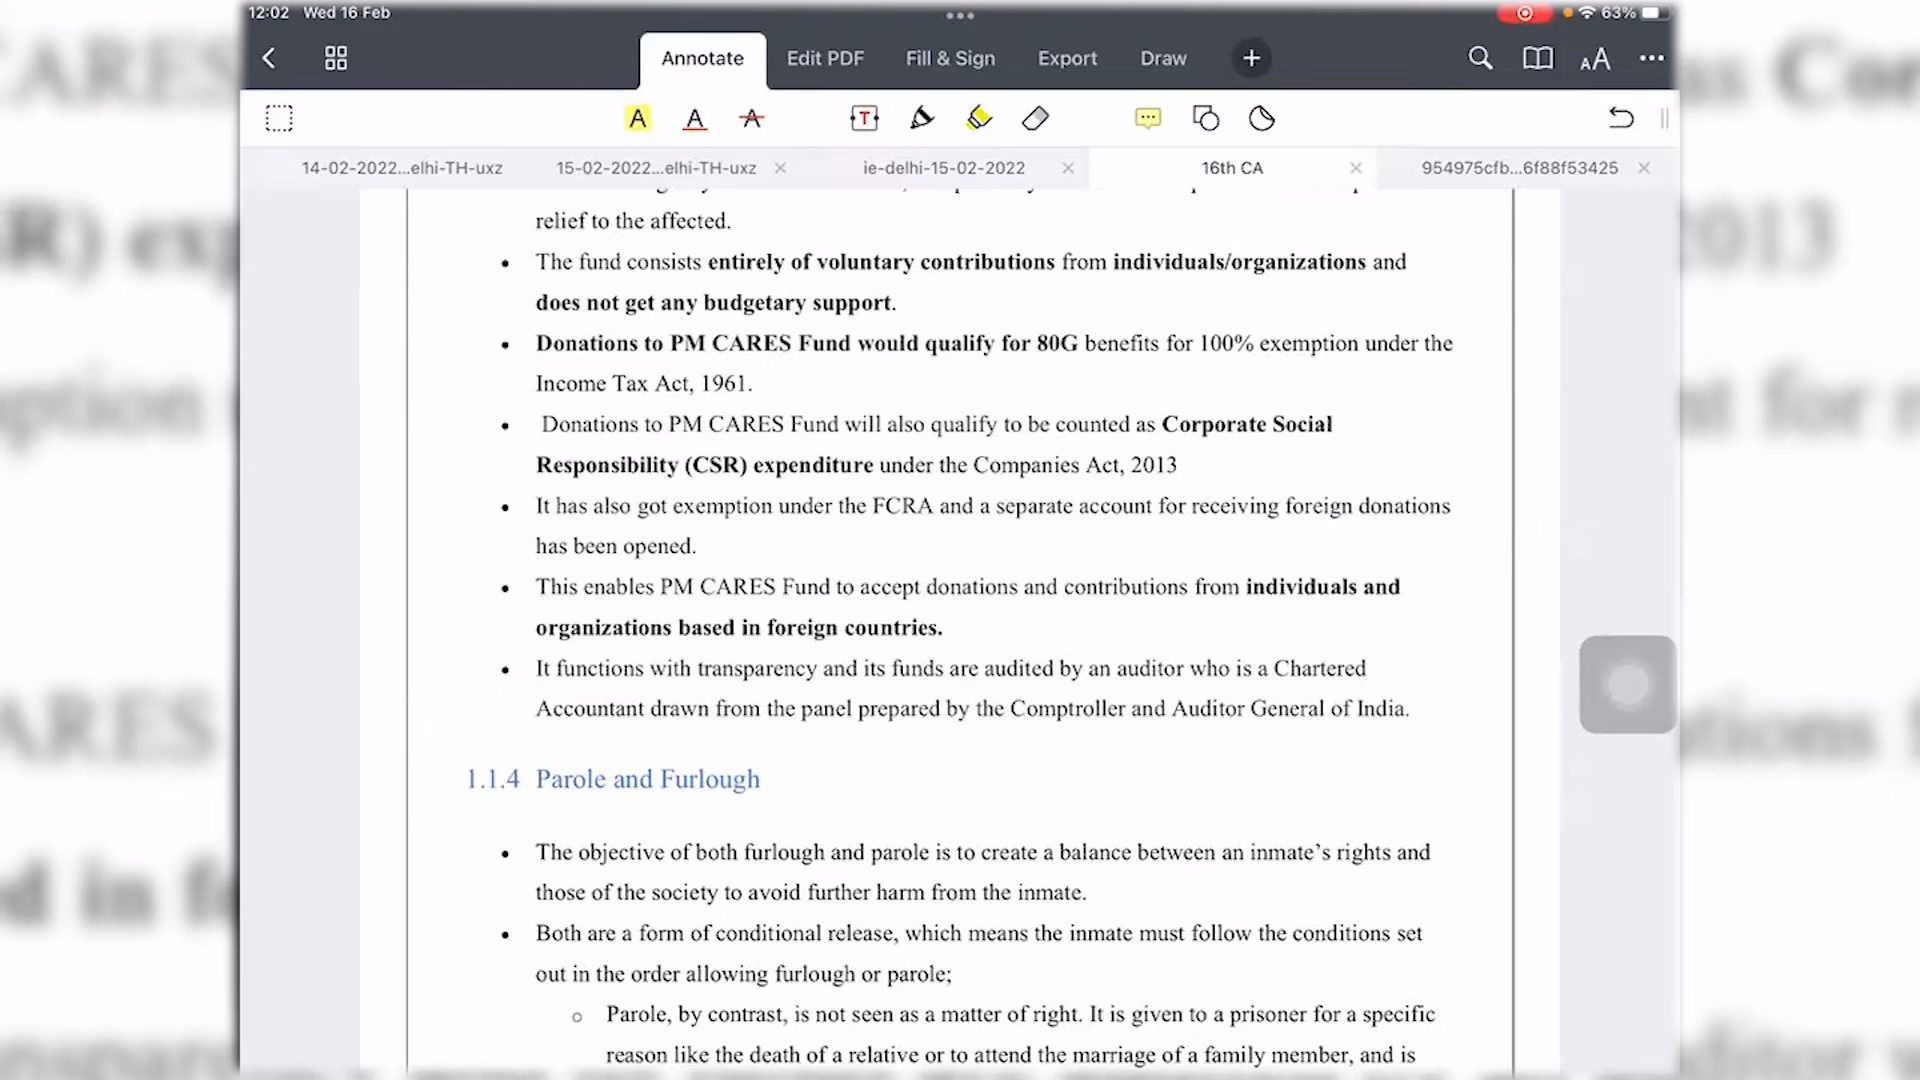 12:02 Wed 16 Feb
63%
Annotate Edit PDF Fill & Sign Export Draw
14-02-2022...elhi-TH-uxz 15-02-2022...elhi-TH-uxz ie-delhi-15-02-2022 16th CA 954975cfb...6f88f53425
relief to the affected.
• The fund consists entirely of voluntary contributions from individuals/organizations and
does not get any budgetary support.
• Donations to PM CARES Fund would qualify for 80G benefits for 100% exemption under the
Income Tax Act, 1961.
• Donations to PM CARES Fund will also qualify to be counted as Corporate Social
Responsibility (CSR) expenditure under the Companies Act, 2013
• It has also got exemption under the FCRA and a separate account for receiving foreign donations
has been opened.
• This enables PM CARES Fund to accept donations and contributions from individuals and
organizations based in foreign countries.
• It functions with transparency and its funds are audited by an auditor who is a Chartered
Accountant drawn from the panel prepared by the Comptroller and Auditor General of India.
1.1.4 Parole and Furlough
• The objective of both furlough and parole is to create a balance between an inmate’s rights and
those of the society to avoid further harm from the inmate.
• Both are a form of conditional release, which means the inmate must follow the conditions set
out in the order allowing furlough or parole;
o Parole, by contrast, is not seen as a matter of right. It is given to a prisoner for a specific
reason like the death of a relative or to attend the marriage of a family member, and is